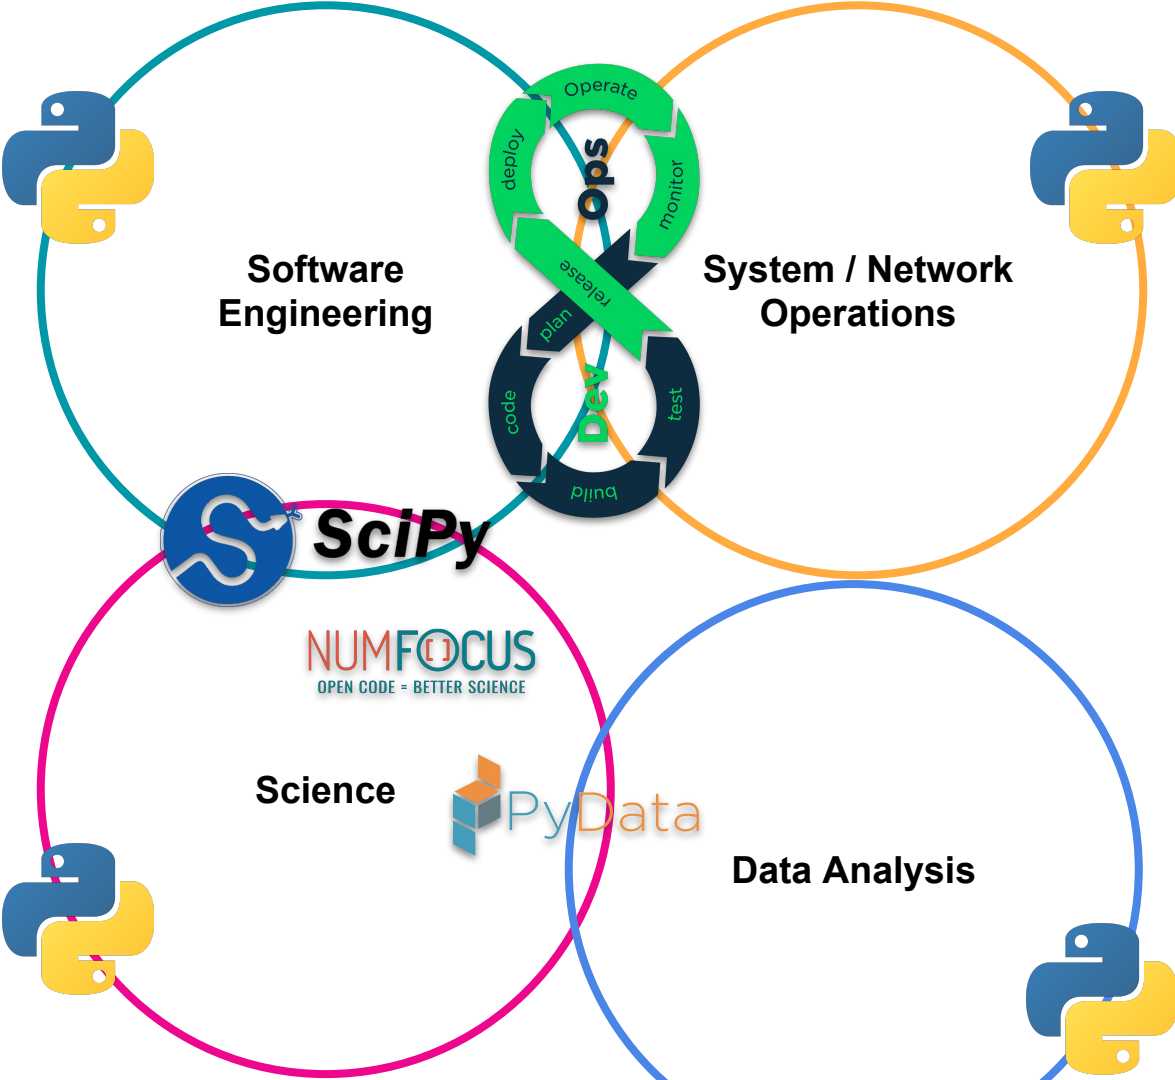 Operate
deploy
Ops
monitor
release
plan
Dev
code
test
build
Software
Engineering
System / Network
Operations
SciPy
NUMFOCUS
OPEN CODE = BETTER SCIENCE
Science
PyData
Data Analysis